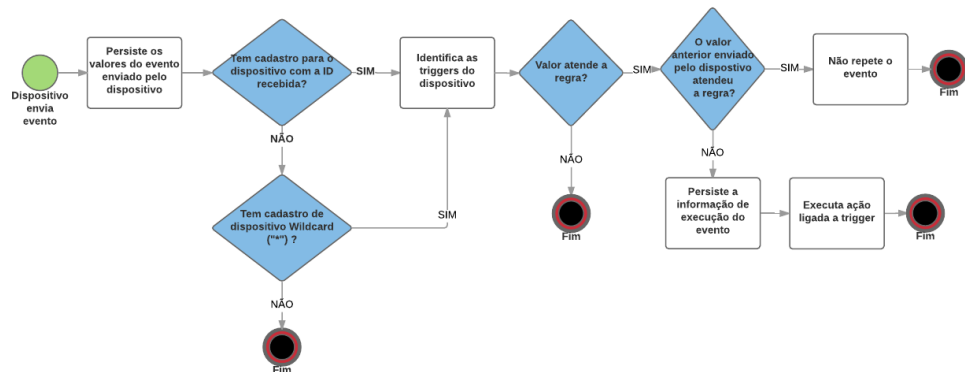 Dispositivo
envia
evento
Persiste os
valores do evento
enviado pelo
dispositivo
Tem cadastro para o
dispositivo com a ID
recebida?
SIM
NÃO
Tem cadastro de
dispositivo Wildcard
("*") ?
SIM
NÃO
Fim
Identifica as
triggers do
dispositivo
Valor atende a
regra?
SIM
NÃO
Fim
O valor
anterior enviado
pelo dispostivo
atendeu
a regra?
SIM
Não repete o
evento
Fim
NÃO
Persiste a
informação de
execução do
evento
Executa ação
ligada a trigger
Fim